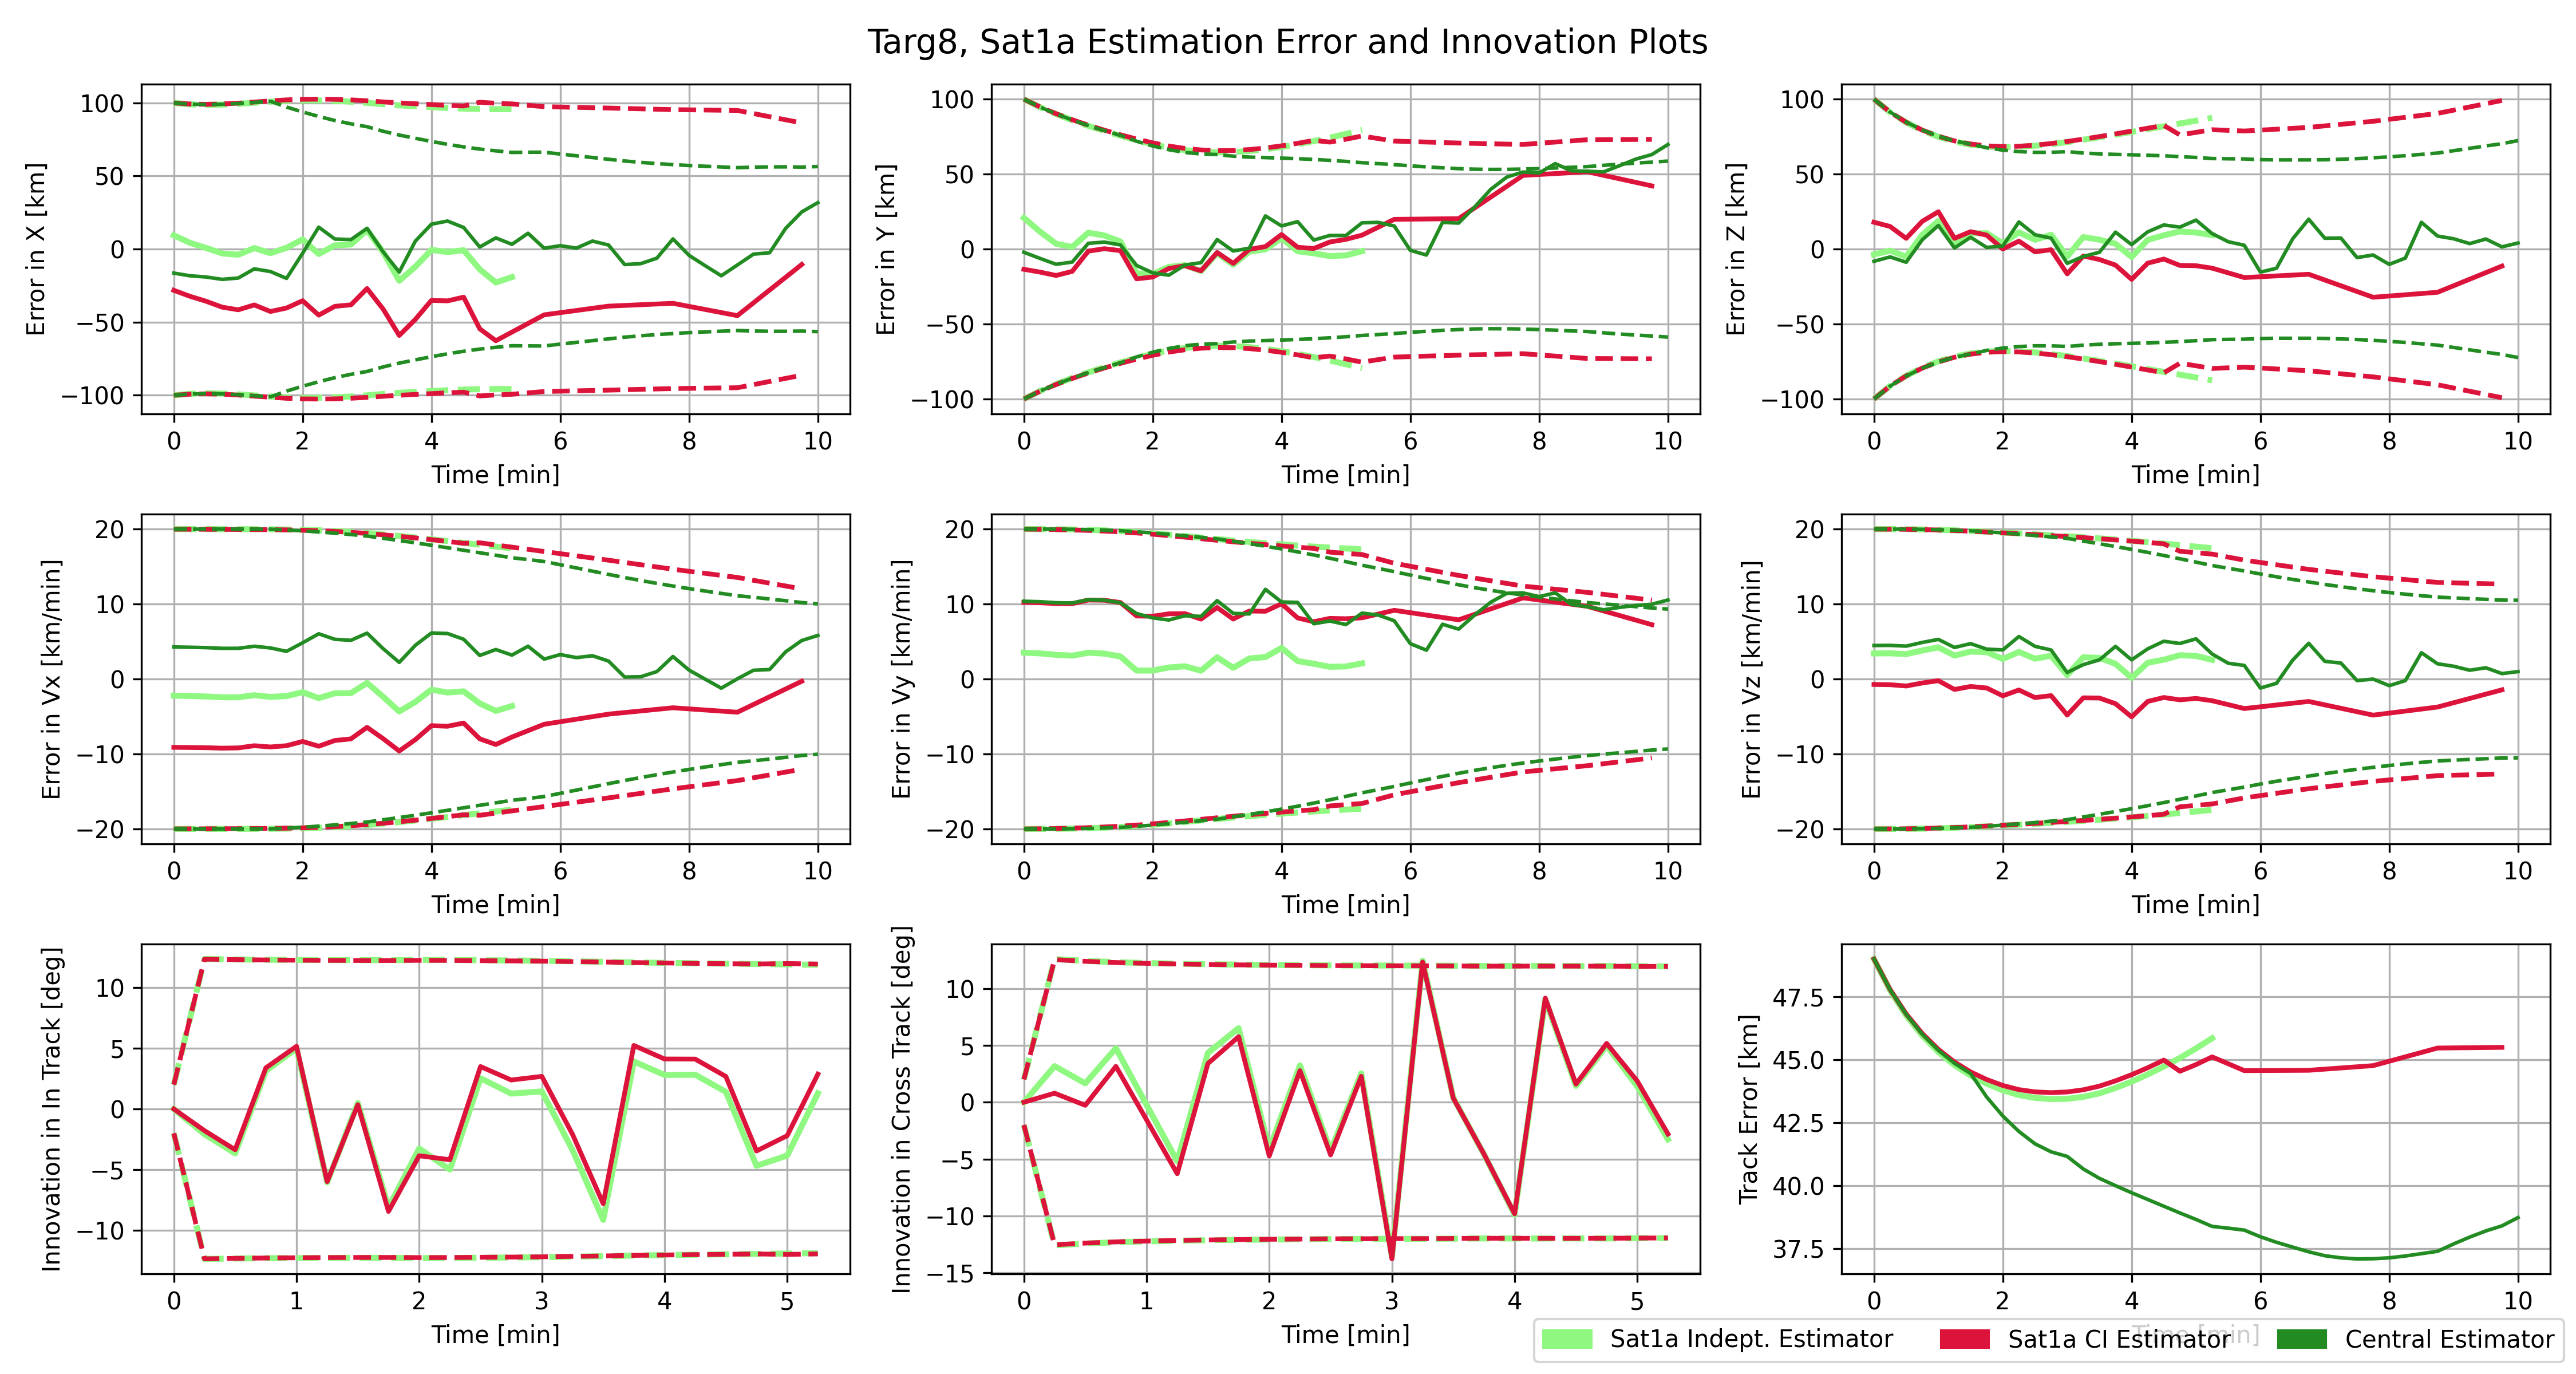 Targ8, Sat1a Estimation Error and Innovation Plots
Error in X [km]
100
50
0
−50
−100
0 2 4 6 8 10
Time [min]
Error in Y [km]
100
50
0
−50
−100
0 2 4 6 8 10
Time [min]
Error in Z [km]
100
50
0
−50
−100
0 2 4 6 8 10
Time [min]
Error in Vx [km/min]
20
10
0
−10
−20
0 2 4 6 8 10
Time [min]
Error in Vy [km/min]
20
10
0
−10
−20
0 2 4 6 8 10
Time [min]
Error in Vz [km/min]
20
10
0
−10
−20
0 2 4 6 8 10
Time [min]
Innovation in In Track [deg]
10
5
0
−5
−10
0 1 2 3 4 5
Time [min]
Innovation in Cross Track [deg]
10
5
0
−5
−10
−15
0 1 2 3 4 5
Time [min]
Track Error [km]
47.5
45.0
42.5
40.0
37.5
0 2 4 6 8 10
Time [min]
Sat1a Indept. Estimator
Sat1a CI Estimator
Central Estimator